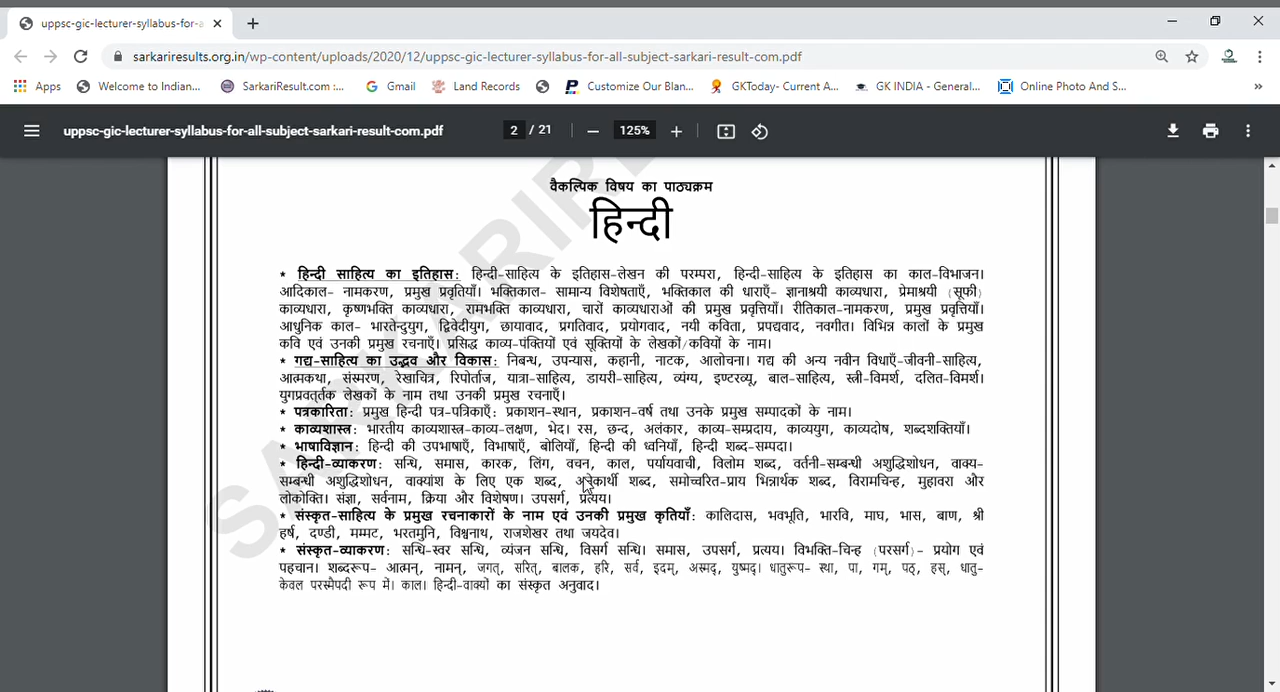 uppsc-gic-lecturer-syllabus-for-a
sarkariresults.org.in/wp-content/uploads/2020/12/uppsc-gic-lecturer-syllabus-for-all-subject-sarkari-result-com.pdf
Apps Welcome to Indian... SarkariResult.com :... Gmail Land Records Customize Our Blan... GKToday- Current A... GK INDIA - General... Online Photo And S... »
uppsc-gic-lecturer-syllabus-for-all-subject-sarkari-result-com.pdf 2 / 21 125%
वैकल्पिक विषय का पाठ्यक्रम
हिन्दी
* हिन्दी साहित्य का इतिहास: हिन्दी-साहित्य के इतिहास-लेखन की परम्परा, हिन्दी-साहित्य के इतिहास का काल-विभाजन।
आदिकाल- नामकरण, प्रमुख प्रवृतियाँ। भक्तिकाल- सामान्य विशेषताएँ, भक्तिकाल की धाराएँ- ज्ञानाश्रयी काव्यधारा, प्रेमाश्रयी (सूफी)
काव्यधारा, कृष्णभक्ति काव्यधारा, रामभक्ति काव्यधारा, चारों काव्यधाराओं की प्रमुख प्रवृत्तियाँ। रीतिकाल-नामकरण, प्रमुख प्रवृत्तियाँ।
आधुनिक काल- भारतेन्दुयुग, द्विवेदीयुग, छायावाद, प्रगतिवाद, प्रयोगवाद, नयी कविता, प्रपद्यवाद, नवगीत। विभिन्न कालों के प्रमुख
कवि एवं उनकी प्रमुख रचनाएँ। प्रसिद्ध काव्य-पंक्तियों एवं सूक्तियों के लेखकों/कवियों के नाम।
* गद्य-साहित्य का उद्भव और विकास: निबन्ध, उपन्यास, कहानी, नाटक, आलोचना। गद्य की अन्य नवीन विधाएँ-जीवनी-साहित्य,
आत्मकथा, संस्मरण, रेखाचित्र, रिपोर्ताज, यात्रा-साहित्य, डायरी-साहित्य, व्यंग्य, इण्टरव्यू, बाल-साहित्य, स्त्री-विमर्श, दलित-विमर्श।
युगप्रवर्तृतक लेखकों के नाम तथा उनकी प्रमुख रचनाएँ।
* पत्रकारिता: प्रमुख हिन्दी पत्र-पत्रिकाएँ: प्रकाशन-स्थान, प्रकाशन-वर्ष तथा उनके प्रमुख सम्पादकों के नाम।
* काव्यशास्त्र: भारतीय काव्यशास्त्र-काव्य-लक्षण, भेद। रस, छन्द, अलंकार, काव्य-सम्प्रदाय, काव्ययुग, काव्यदोष, शब्दशक्तियाँ।
* भाषाविज्ञान: हिन्दी की उपभाषाएँ, विभाषाएँ, बोलियाँ, हिन्दी की ध्वनियाँ, हिन्दी शब्द-सम्पदा।
* हिन्दी-व्याकरण: सन्धि, समास, कारक, लिंग, वचन, काल, पर्यायवाची, विलोम शब्द, वर्तनी-सम्बन्धी अशुद्धिशोधन, वाक्य-
सम्बन्धी अशुद्धिशोधन, वाक्यांश के लिए एक शब्द, अनेकार्थी शब्द, समोच्चरित-प्राय भिन्नार्थक शब्द, विरामचिन्ह, मुहावरा और
लोकोक्ति। संज्ञा, सर्वनाम, क्रिया और विशेषण। उपसर्ग, प्रत्यय।
* संस्कृत-साहित्य के प्रमुख रचनाकारों के नाम एवं उनकी प्रमुख कृतियाँ: कालिदास, भवभूति, भारवि, माघ, भास, बाण, श्री
हर्ष, दण्डी, मम्मट, भरतमुनि, विश्वनाथ, राजशेखर तथा जयदेव।
* संस्कृत-व्याकरण: सन्धि-स्वर सन्धि, व्यंजन सन्धि, विसर्ग सन्धि। समास, उपसर्ग, प्रत्यय। विभक्ति-चिन्ह (परसर्ग)- प्रयोग एवं
पहचान। शब्दरूप- आत्मन्, नामन्, जगत्, सरित्, बालक, हरि, सर्व, इदम्, अस्मद्, युष्मद्। धातुरूप- स्था, पा, गम्, पठ्, हस्, धातु-
केवल परस्मैपदी रूप में। काल। हिन्दी-वाक्यों का संस्कृत अनुवाद।